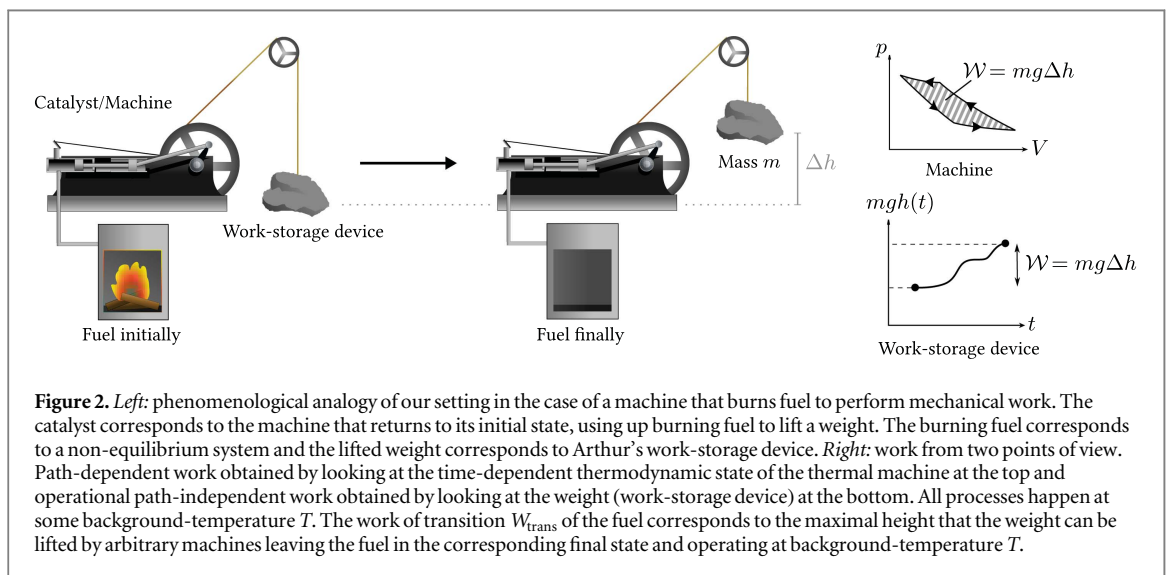 Catalyst/Machine
Work-storage device
Fuel initially
Mass m
Δh
Fuel finally
p
𝒲 = mgΔh
V
Machine
mgh(t)
𝒲 = mgΔh
t
Work-storage device
Figure 2. Left: phenomenological analogy of our setting in the case of a machine that burns fuel to perform mechanical work. The
catalyst corresponds to the machine that returns to its initial state, using up burning fuel to lift a weight. The burning fuel corresponds
to a non-equilibrium system and the lifted weight corresponds to Arthur's work-storage device. Right: work from two points of view.
Path-dependent work obtained by looking at the time-dependent thermodynamic state of the thermal machine at the top and
operational path-independent work obtained by looking at the weight (work-storage device) at the bottom. All processes happen at
some background-temperature T. The work of transition W_trans of the fuel corresponds to the maximal height that the weight can be
lifted by arbitrary machines leaving the fuel in the corresponding final state and operating at background-temperature T.